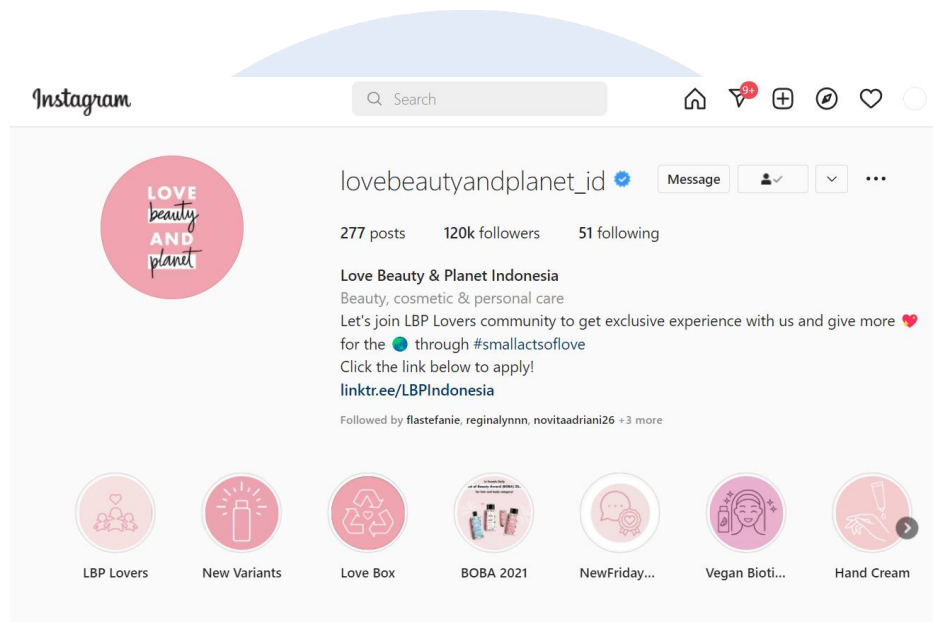 Instagram
Search
9+
LOVE
beauty
AND
planet
lovebeautyandplanet_id
Message
277 posts 120k followers 51 following
Love Beauty & Planet Indonesia
Beauty, cosmetic & personal care
Let's join LBP Lovers community to get exclusive experience with us and give more 💖
for the 🌏 through #smallactsoflove
Click the link below to apply!
linktr.ee/LBPIndonesia
Followed by flastefanie, reginalynnn, novitaadriani26 +3 more
LBP Lovers New Variants Love Box BOBA 2021 NewFriday... Vegan Bioti... Hand Cream